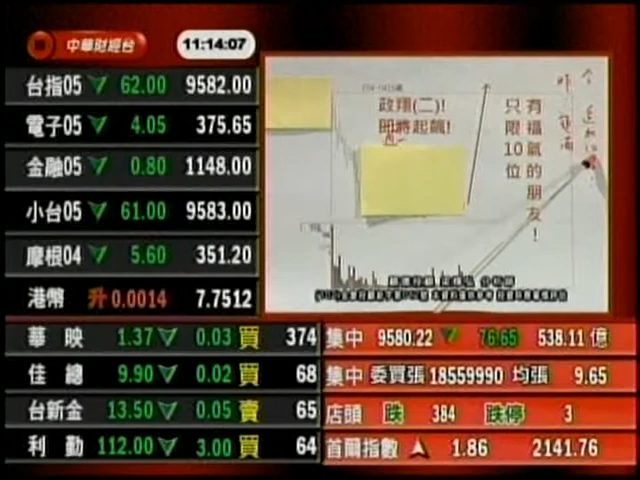 中華財經台
11:14:07
台指05 62.00 9582.00
電子05 4.05 375.65
金融05 0.80 1148.00
小台05 61.00 9583.00
摩根04 5.60 351.20
港幣 升 0.0014 7.7512
政翔(二)!
即將起飆!
有福氣的朋友!
只限10位
今
昨
華映 1.37 0.03 買 374
佳總 9.90 0.02 買 68
台新金 13.50 0.05 賣 65
利勤 112.00 3.00 買 64
集中 9580.22 76.65 538.11 億
集中 委買張 18559990 均張 9.65
店頭 跌 384 跌停 3
首爾指數 1.86 2141.76